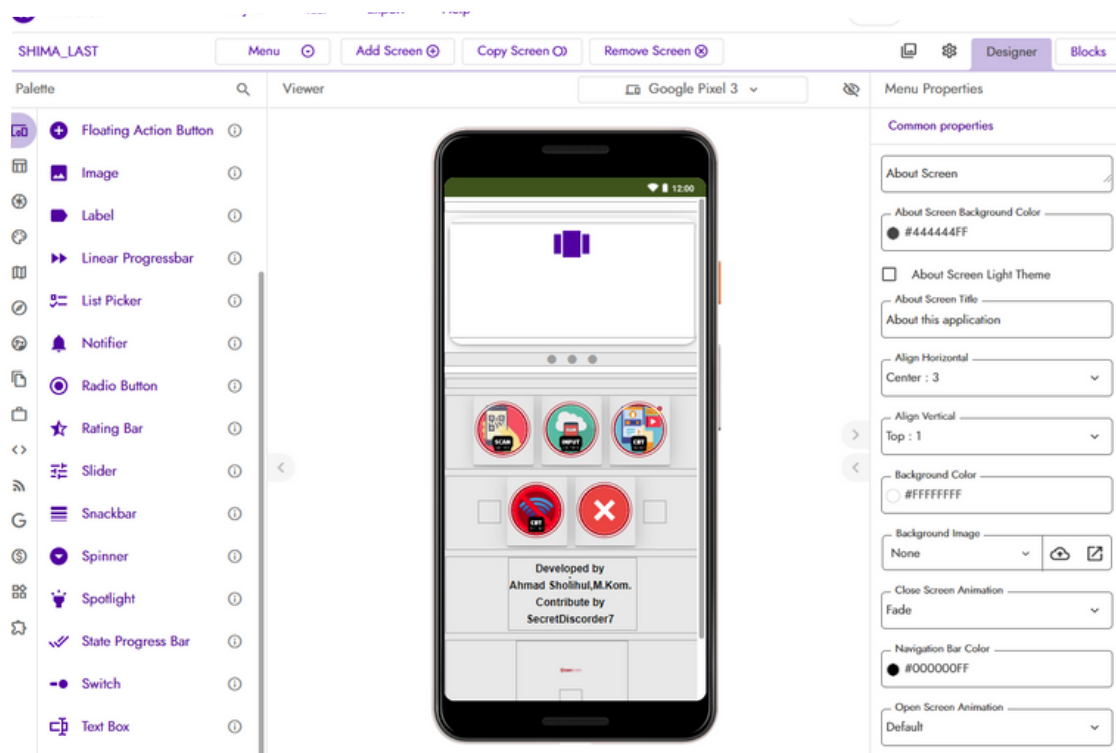 Help
SHIMA_LAST
Menu
Add Screen
Copy Screen
Remove Screen
Designer
Blocks
Palette
Viewer
Google Pixel 3
Menu Properties
Floating Action Button
Image
Label
Linear Progressbar
List Picker
Notifier
Radio Button
Rating Bar
Slider
Snackbar
Spinner
Spotlight
State Progress Bar
Switch
Text Box
12:00
SCAN
INPUT
CBT
CBT
Developed by
Ahmad Sholihul,M.Kom.
Contribute by
SecretDiscorder7
Common properties
About Screen
About Screen Background Color
#444444FF
About Screen Light Theme
About Screen Title
About this application
Align Horizontal
Center : 3
Align Vertical
Top : 1
Background Color
#FFFFFFFF
Background Image
None
Close Screen Animation
Fade
Navigation Bar Color
#000000FF
Open Screen Animation
Default